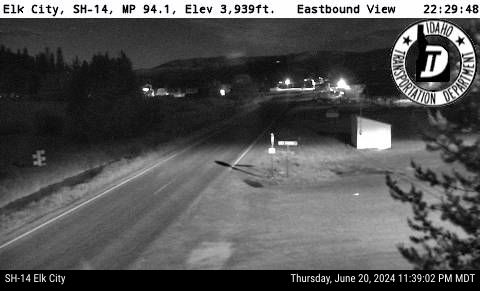 Elk City, SH-14, MP 94.1, Elev 3,939ft.   Eastbound View   22:29:48
IDAHO
TRANSPORTATION DEPARTMENT
SH-14 Elk City
Thursday, June 20, 2024 11:39:02 PM MDT